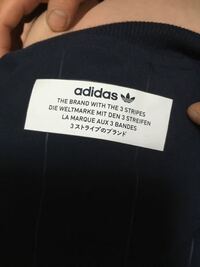 adidas
THE BRAND WITH THE 3 STRIPES
DIE WELTMARKE MIT DEN 3 STREIFEN
LA MARQUE AUX 3 BANDES
3 ストライプのブランド